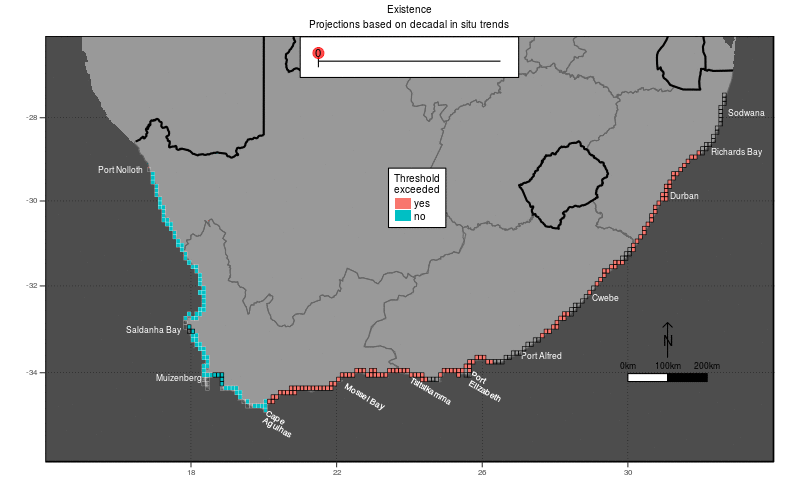 Existence
Projections based on decadal in situ trends
0
-28
-30
-32
-34
Sodwana
Richards Bay
Port Nolloth
Threshold
exceeded
yes
no
Durban
Cwebe
Saldanha Bay
N
Port Alfred
0km 100km 200km
Muizenberg
Port
Elizabeth
Tsitsikamma
Mossel Bay
Cape
Agulhas
18 22 26 30